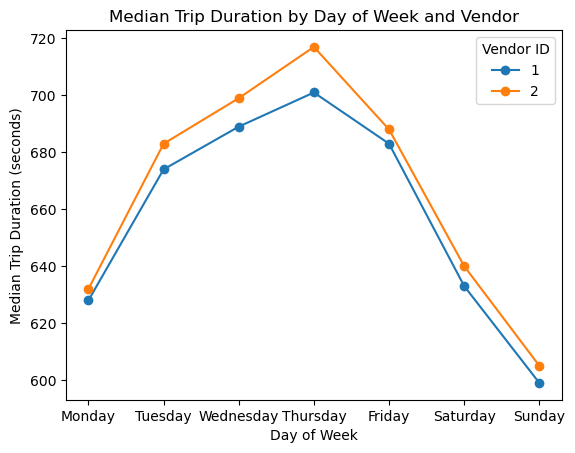 Median Trip Duration by Day of Week and Vendor
Vendor ID
1
2
Median Trip Duration (seconds)
720
700
680
660
640
620
600
Monday Tuesday Wednesday Thursday Friday Saturday Sunday
Day of Week